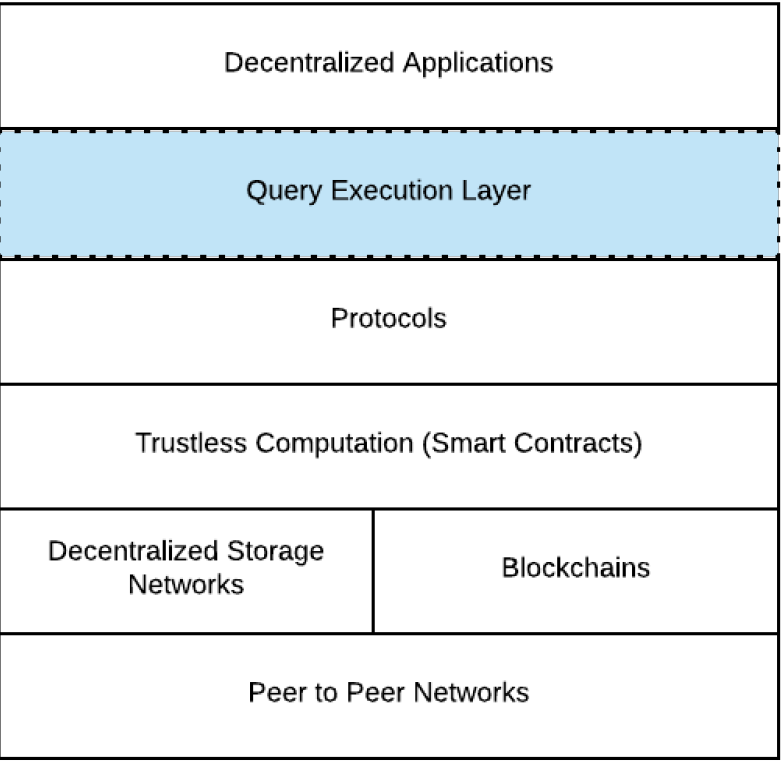 Decentralized Applications
Query Execution Layer
Protocols
Trustless Computation (Smart Contracts)
Decentralized Storage
Networks
Blockchains
Peer to Peer Networks